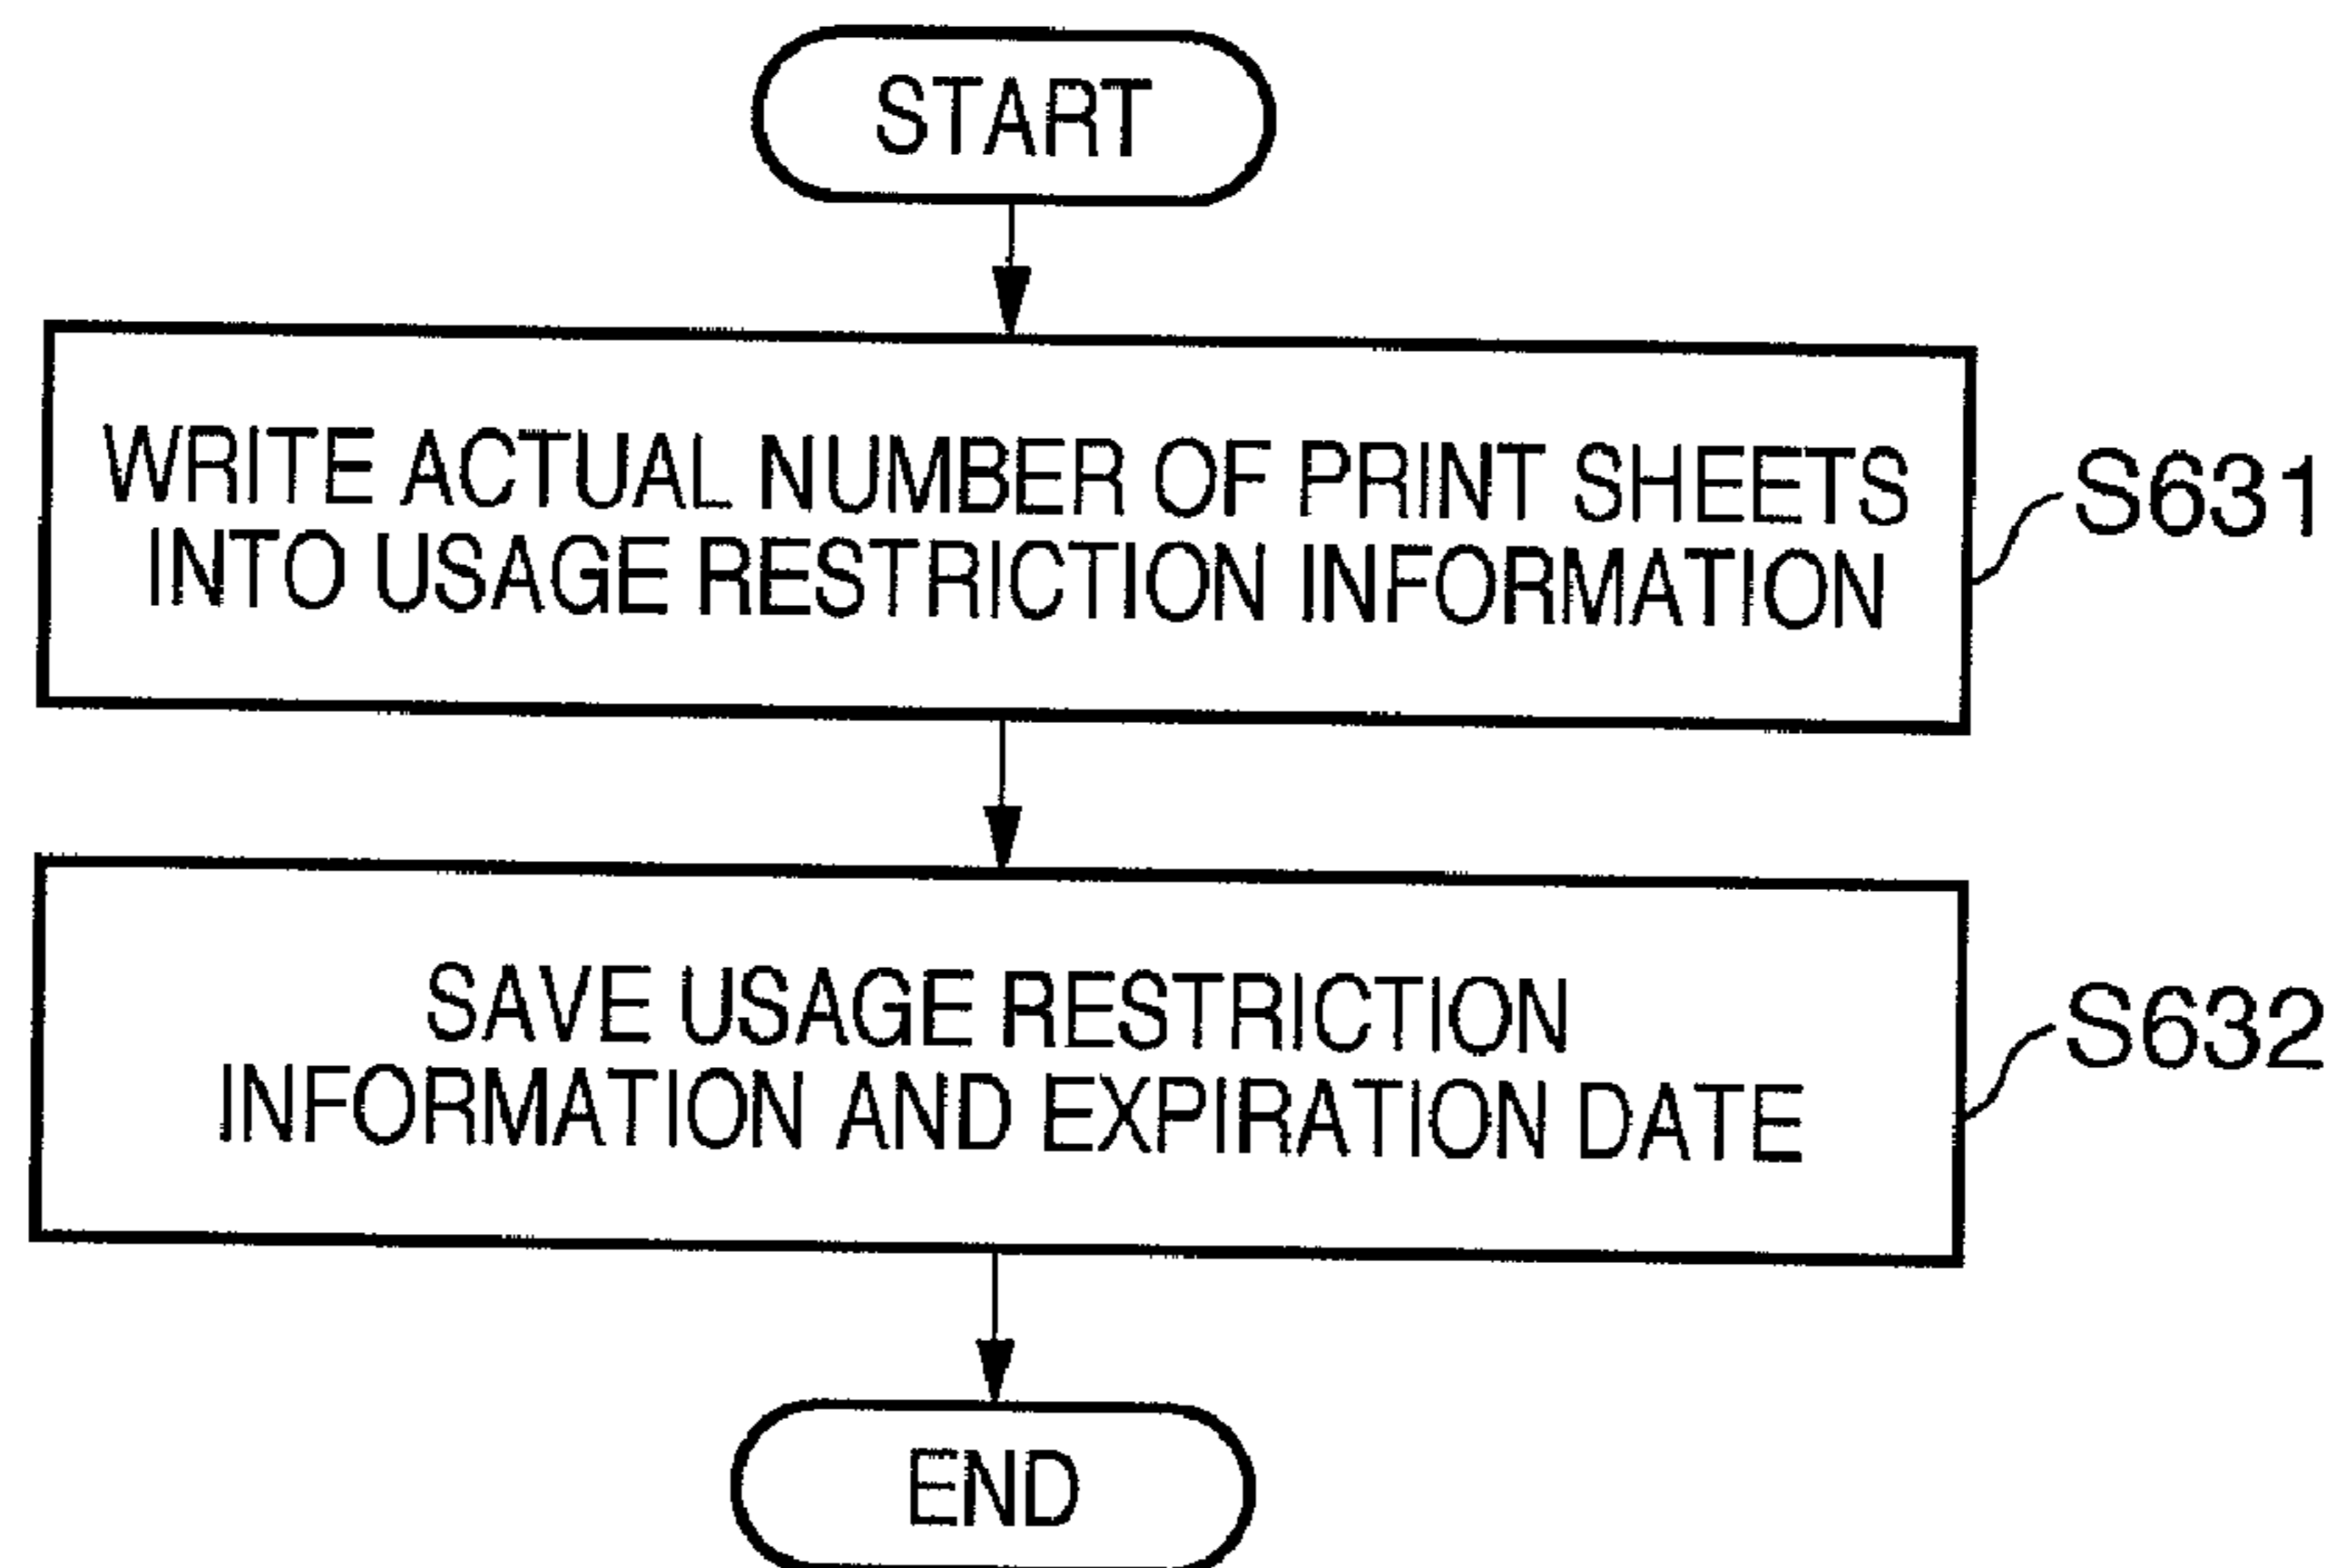 START
WRITE ACTUAL NUMBER OF PRINT SHEETS
INTO USAGE RESTRICTION INFORMATION
S631
SAVE USAGE RESTRICTION
INFORMATION AND EXPIRATION DATE
S632
END